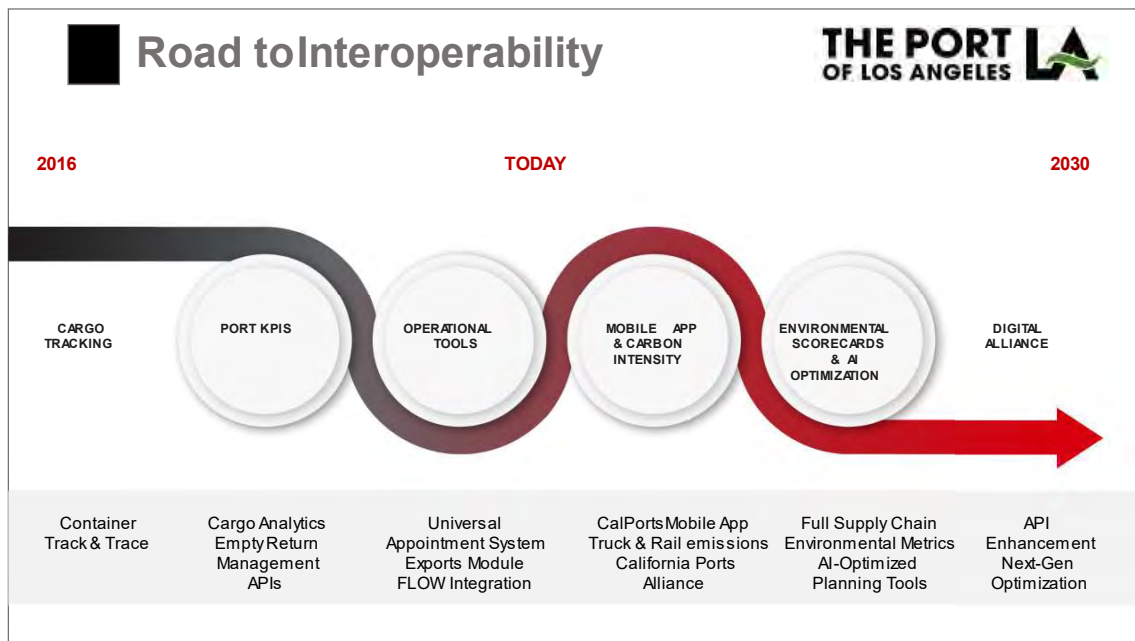 Road toInteroperability
THE PORT
OF LOS ANGELES LA
2016
TODAY
2030
CARGO
TRACKING
PORT KPIS
OPERATIONAL
TOOLS
MOBILE APP
& CARBON
INTENSITY
ENVIRONMENTAL
SCORECARDS
& AI
OPTIMIZATION
DIGITAL
ALLIANCE
Container
Track & Trace
Cargo Analytics
Empty Return
Management
APIs
Universal
Appointment System
Exports Module
FLOW Integration
CalPorts Mobile App
Truck & Rail emissions
California Ports
Alliance
Full Supply Chain
Environmental Metrics
AI-Optimized
Planning Tools
API
Enhancement
Next-Gen
Optimization